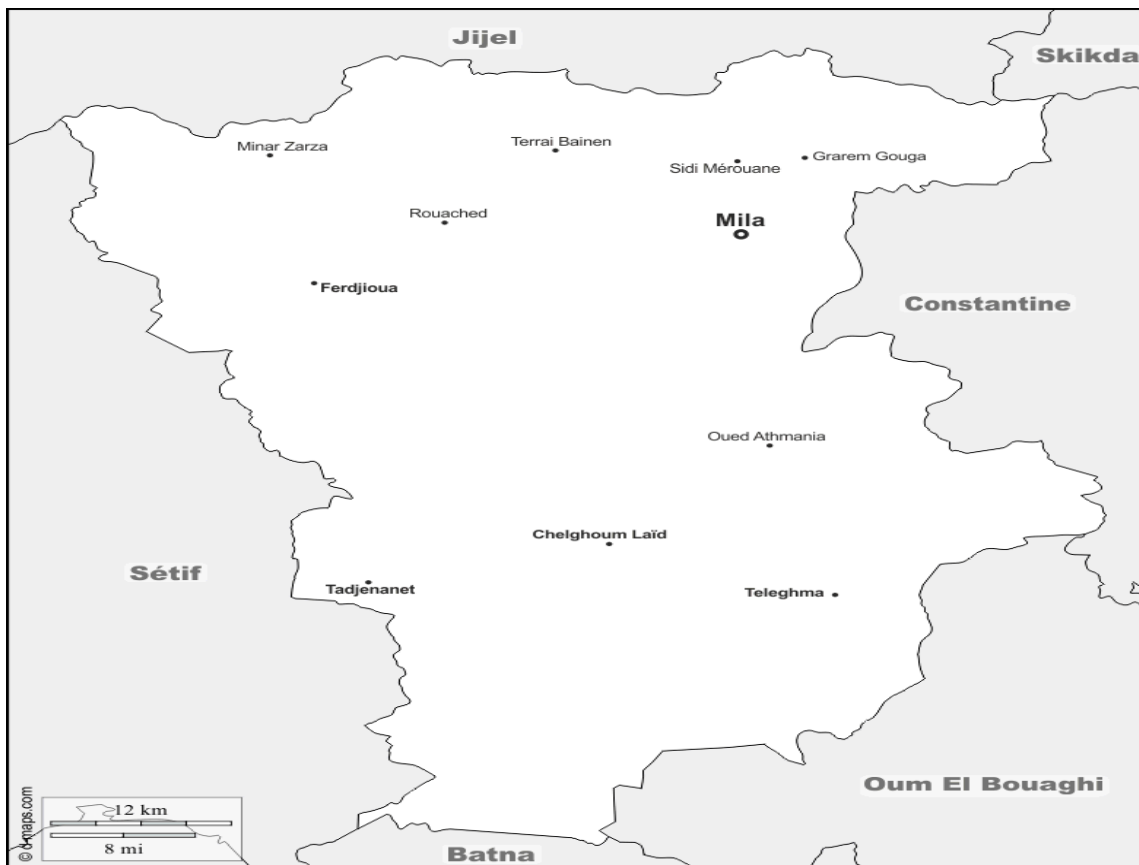 Jijel
Skikda
Minar Zarza
Terrai Bainen
Sidi Mérouane
Grarem Gouga
Rouached
Mila
Ferdjioua
Constantine
Oued Athmania
Chelghoum Laïd
Sétif
Tadjenanet
Teleghma
Oum El Bouaghi
12 km
8 mi
Batna
© d-maps.com